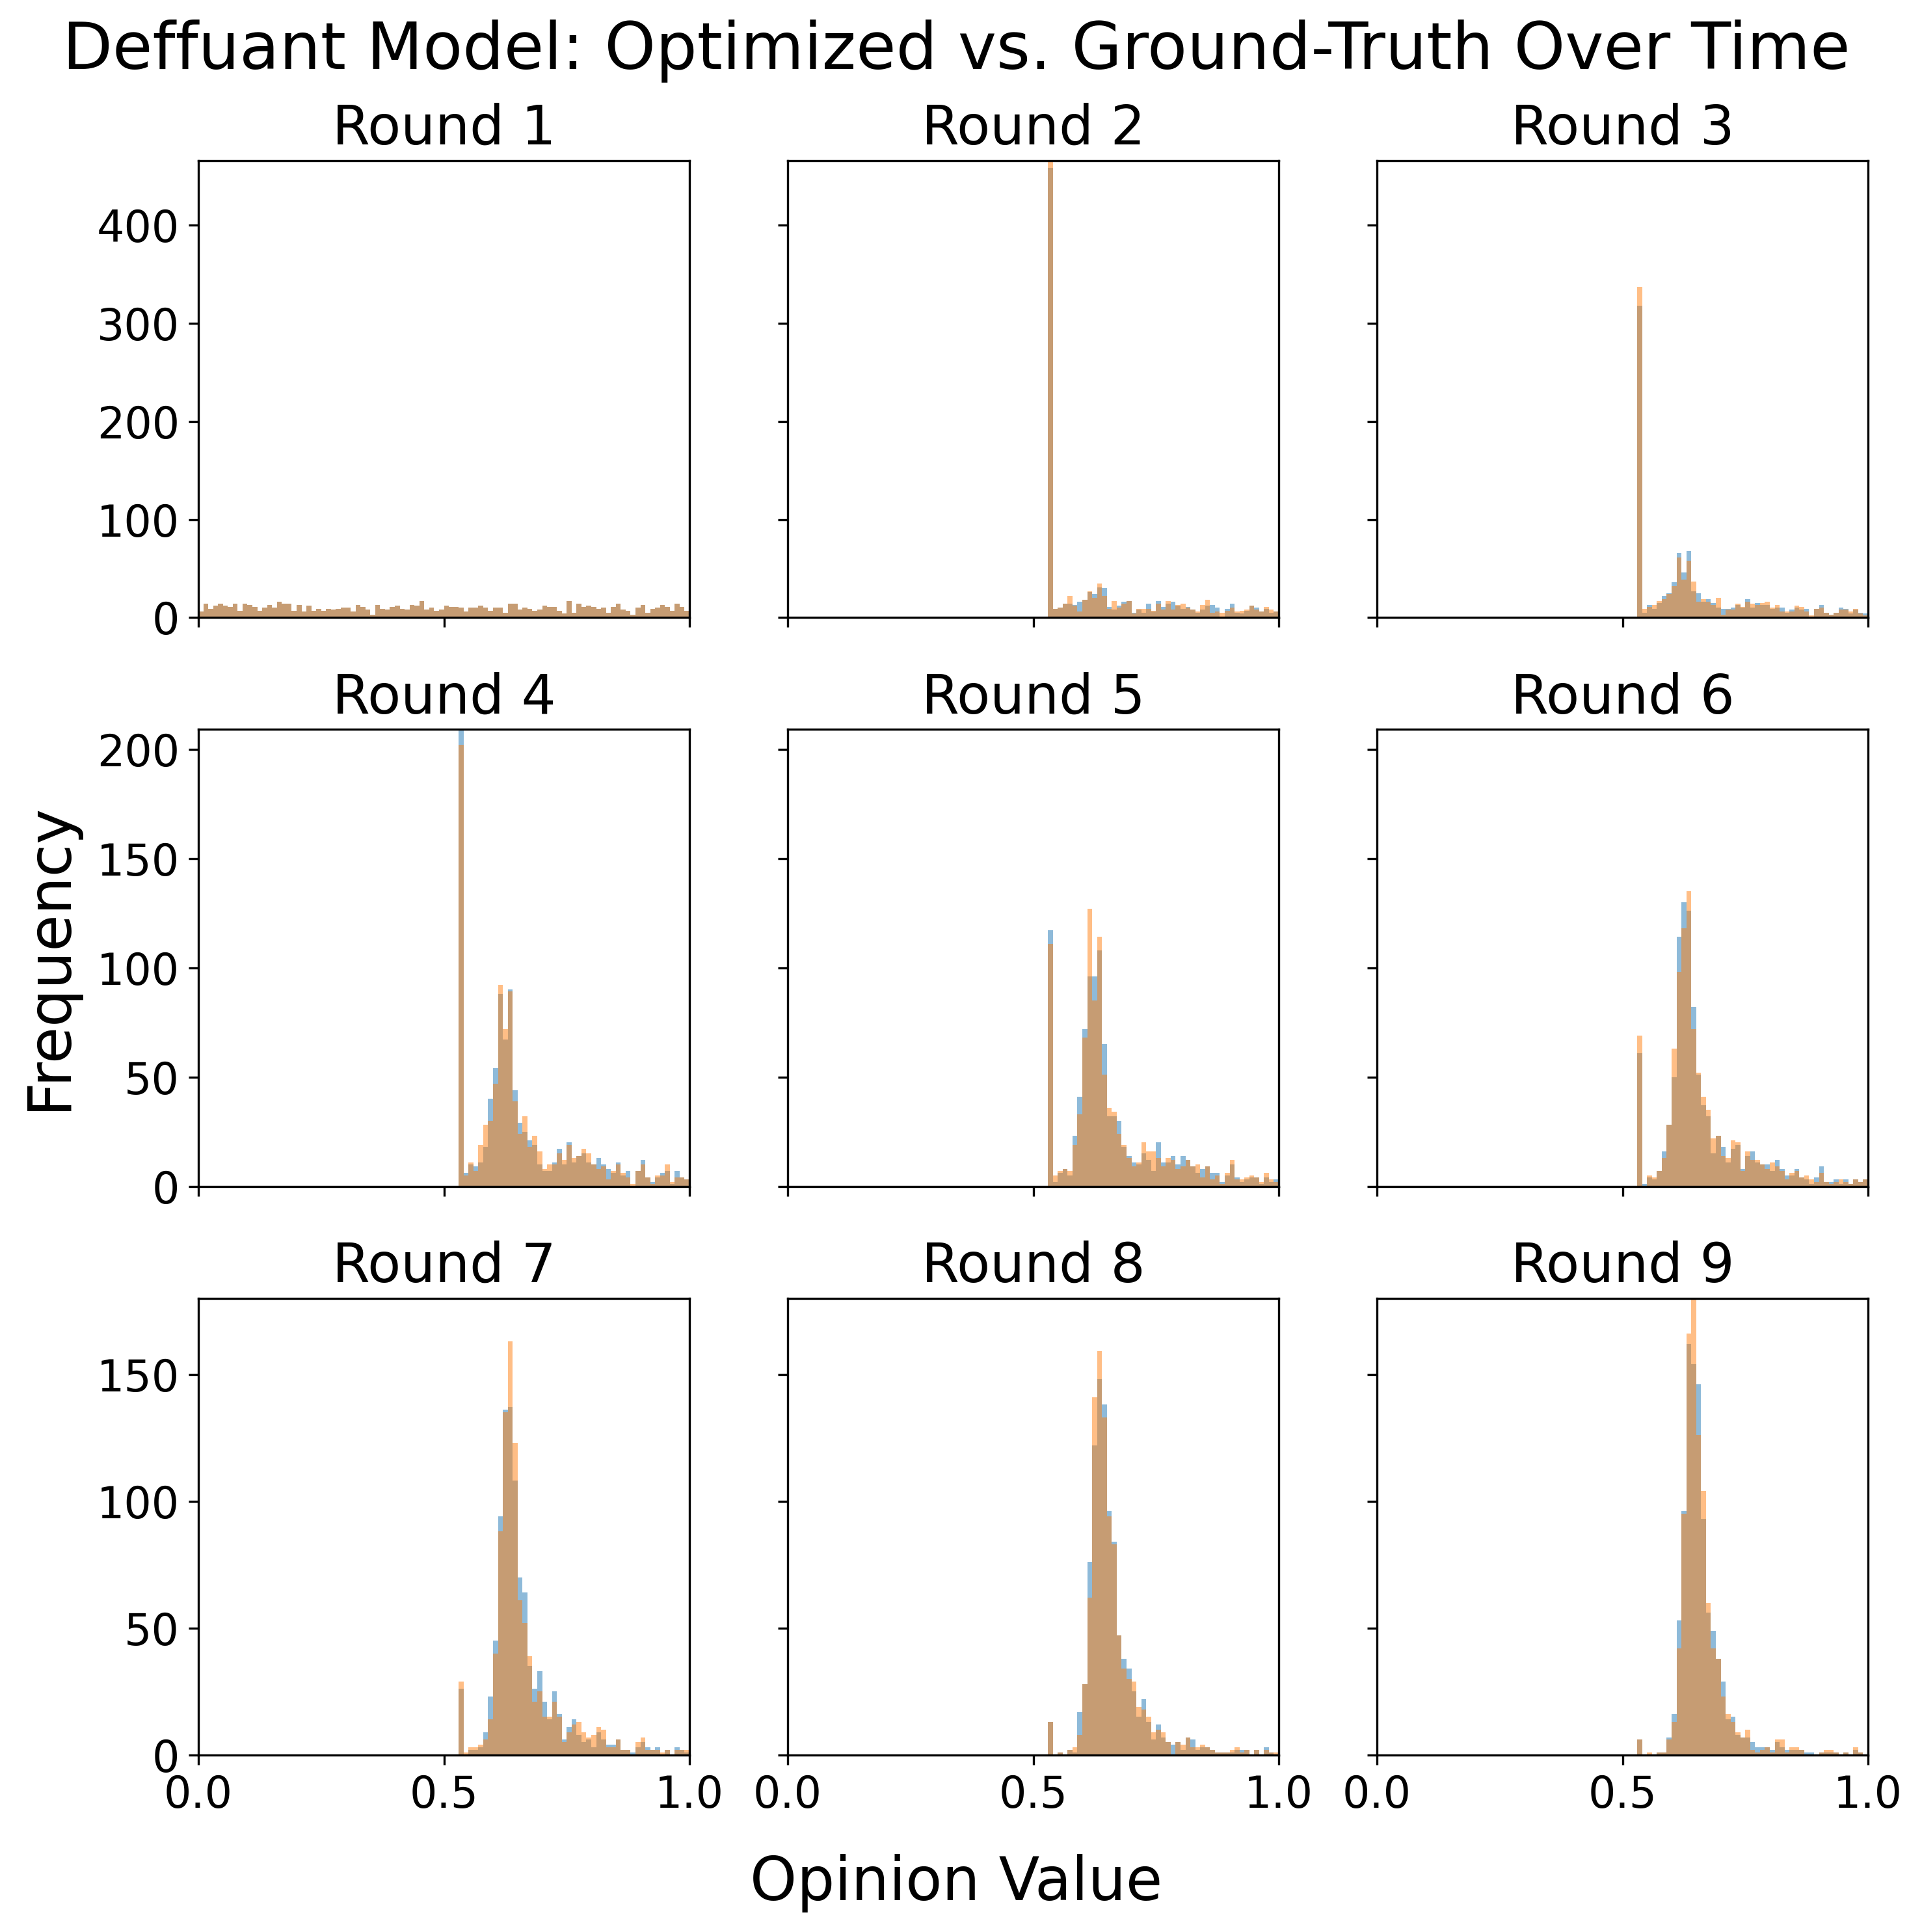 Deffuant Model: Optimized vs. Ground-Truth Over Time
Round 1
Round 2
Round 3
400
300
200
100
0
Round 4
Round 5
Round 6
200
150
100
50
0
Frequency
Round 7
Round 8
Round 9
150
100
50
0
0.0 0.5 1.0 0.0 0.5 1.0 0.0 0.5 1.0
Opinion Value